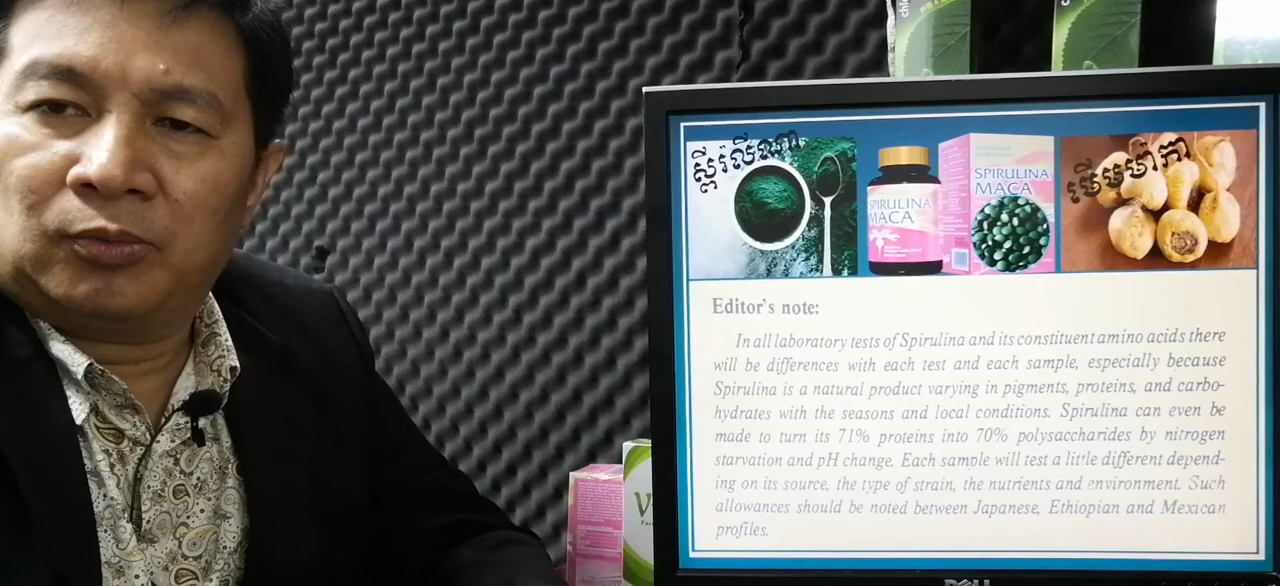 ស្ពីរ៉ូលីណា
SPIRULINA
MACA
SPIRULINA
MACA
មើមម៉ាកា
Editor's note:
In all laboratory tests of Spirulina and its constituent amino acids there
will be differences with each test and each sample, especially because
Spirulina is a natural product varying in pigments, proteins, and carbo-
hydrates with the seasons and local conditions. Spirulina can even be
made to turn its 71% proteins into 70% polysaccharides by nitrogen
starvation and pH change. Each sample will test a little different depend-
ing on its source, the type of strain, the nutrients and environment. Such
allowances should be noted between Japanese, Ethiopian and Mexican
profiles.
DELL